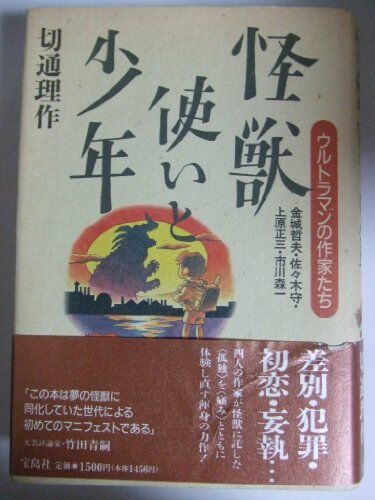 怪獣
使いと
少年
ウルトラマンの作家たち
金城哲夫・佐々木守・
上原正三・市川森一
切通理作
差別・犯罪・
初恋・妄執…
四人の作家が怪獣に託した
〈孤独〉を〈痛み〉とともに
体験し直す渾身の力作!
「この本は夢の怪獣に
同化していた世代による
初めてのマニフェストである」
文芸評論家・竹田青嗣
宝島社 定価・1500円(本体1456円)